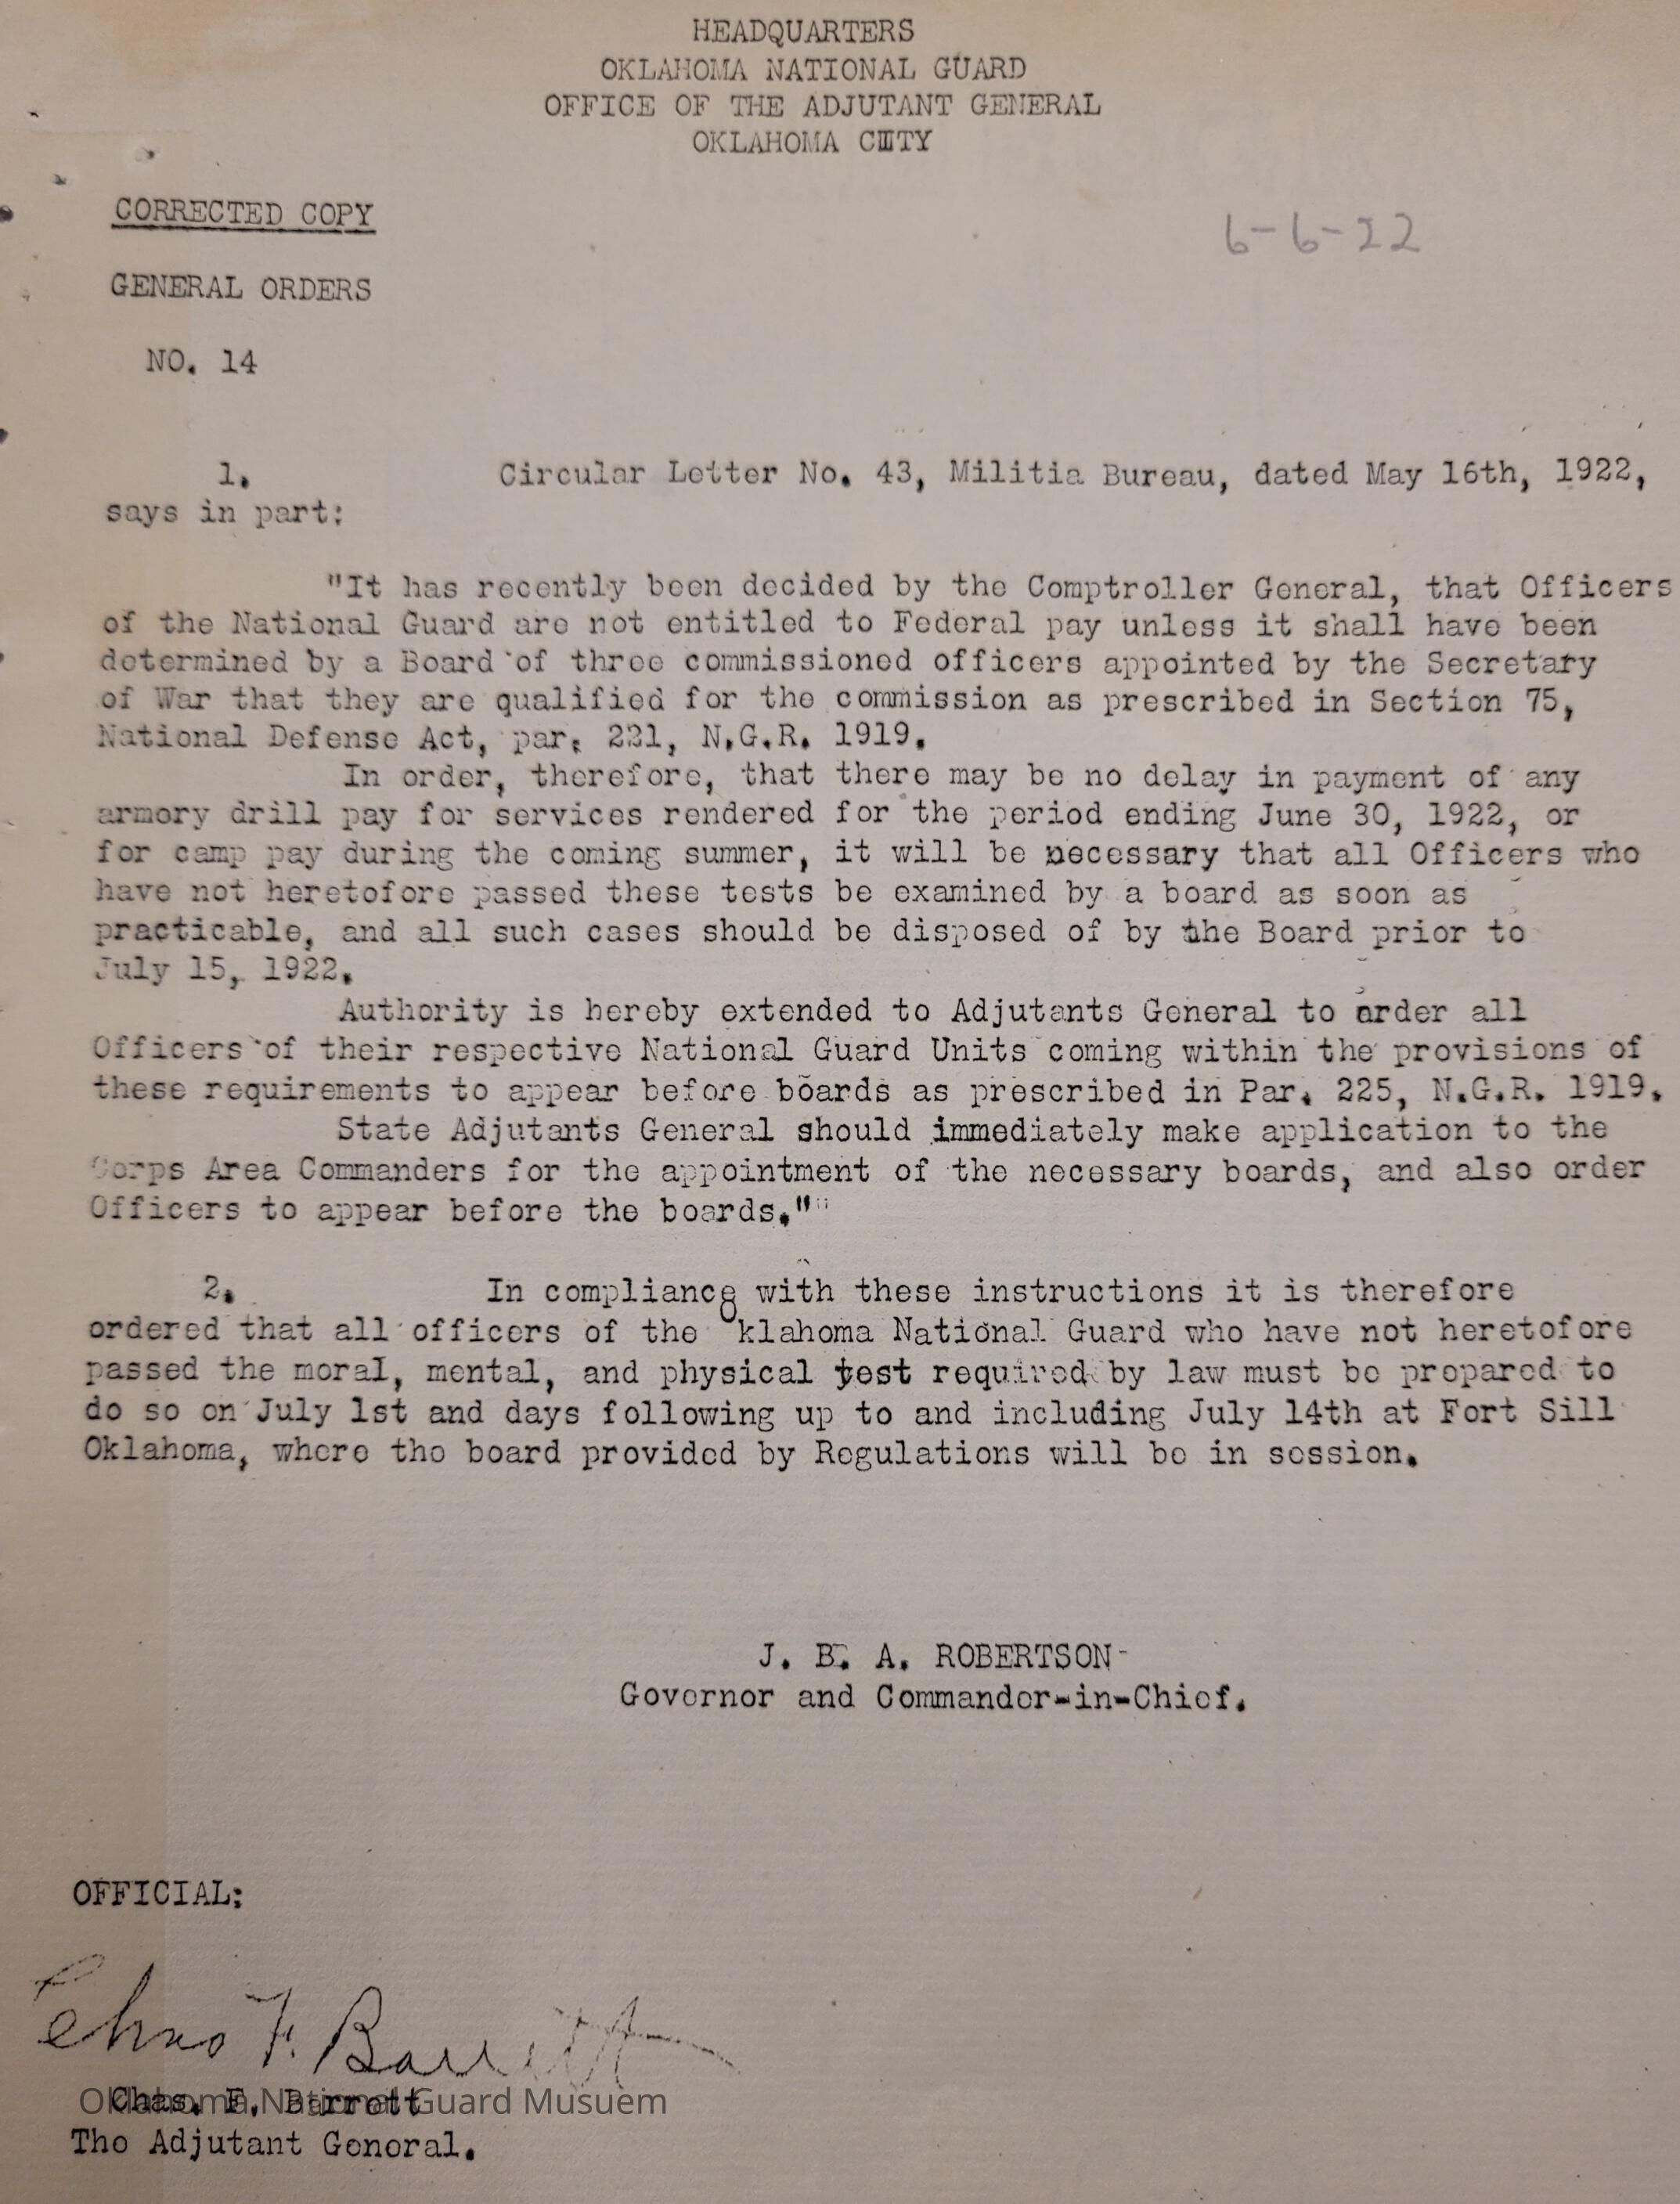 HEADQUARTERS
OKLAHOMA NATIONAL GUARD
OFFICE OF THE ADJUTANT GENERAL
OKLAHOMA CITY
CORRECTED COPY
6-6-22
GENERAL ORDERS
NO. 14
1. Circular Letter No. 43, Militia Bureau, dated May 16th, 1922,
says in part:
"It has recently been decided by the Comptroller General, that Officers
of the National Guard are not entitled to Federal pay unless it shall have been
determined by a Board of three commissioned officers appointed by the Secretary
of War that they are qualified for the commission as prescribed in Section 75,
National Defense Act, par. 221, N.G.R. 1919.
In order, therefore, that there may be no delay in payment of any
armory drill pay for services rendered for the period ending June 30, 1922, or
for camp pay during the coming summer, it will be necessary that all Officers who
have not heretofore passed these tests be examined by a board as soon as
practicable, and all such cases should be disposed of by the Board prior to
July 15, 1922.
Authority is hereby extended to Adjutants General to order all
Officers of their respective National Guard Units coming within the provisions of
these requirements to appear before boards as prescribed in Par. 225, N.G.R. 1919.
State Adjutants General should immediately make application to the
Corps Area Commanders for the appointment of the necessary boards, and also order
Officers to appear before the boards.""
2. In compliance with these instructions it is therefore
ordered that all officers of the Oklahoma National Guard who have not heretofore
passed the moral, mental, and physical test required by law must be prepared to
do so on July 1st and days following up to and including July 14th at Fort Sill
Oklahoma, where the board provided by Regulations will be in session.
J. B. A. ROBERTSON
Governor and Commander-in-Chief.
OFFICIAL:
Chas F. Barrett
Chas. F. Barrett
Oklahoma National Guard Musuem
The Adjutant General.